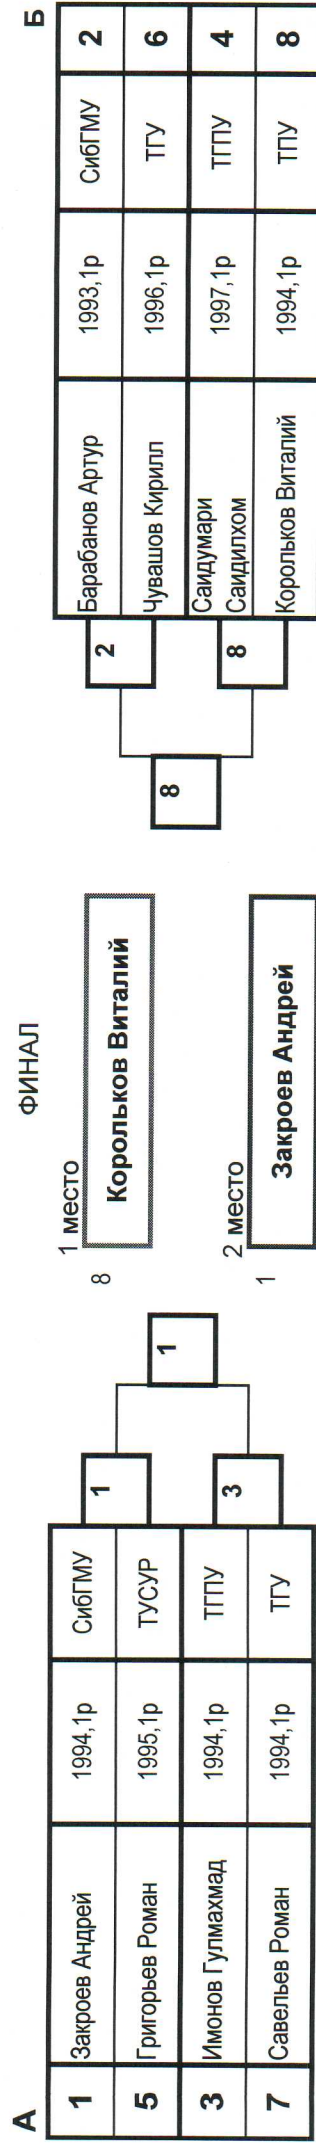 А
1 Закроев Андрей 1994,1р СибГМУ
5 Григорьев Роман 1995,1р ТУСУР
3 Имонов Гулмахмад 1994,1р ТГПУ
7 Савельев Роман 1994,1р ТГУ
1
3
1
ФИНАЛ
1 место
8 Корольков Виталий
2 место
1 Закроев Андрей
Б
Барабанов Артур 1993,1р СибГМУ 2
Чувашов Кирилл 1996,1р ТГУ 6
Саидумари
Саидилхом 1997,1р ТГПУ 4
Корольков Виталий 1994,1р ТПУ 8
2
8
8